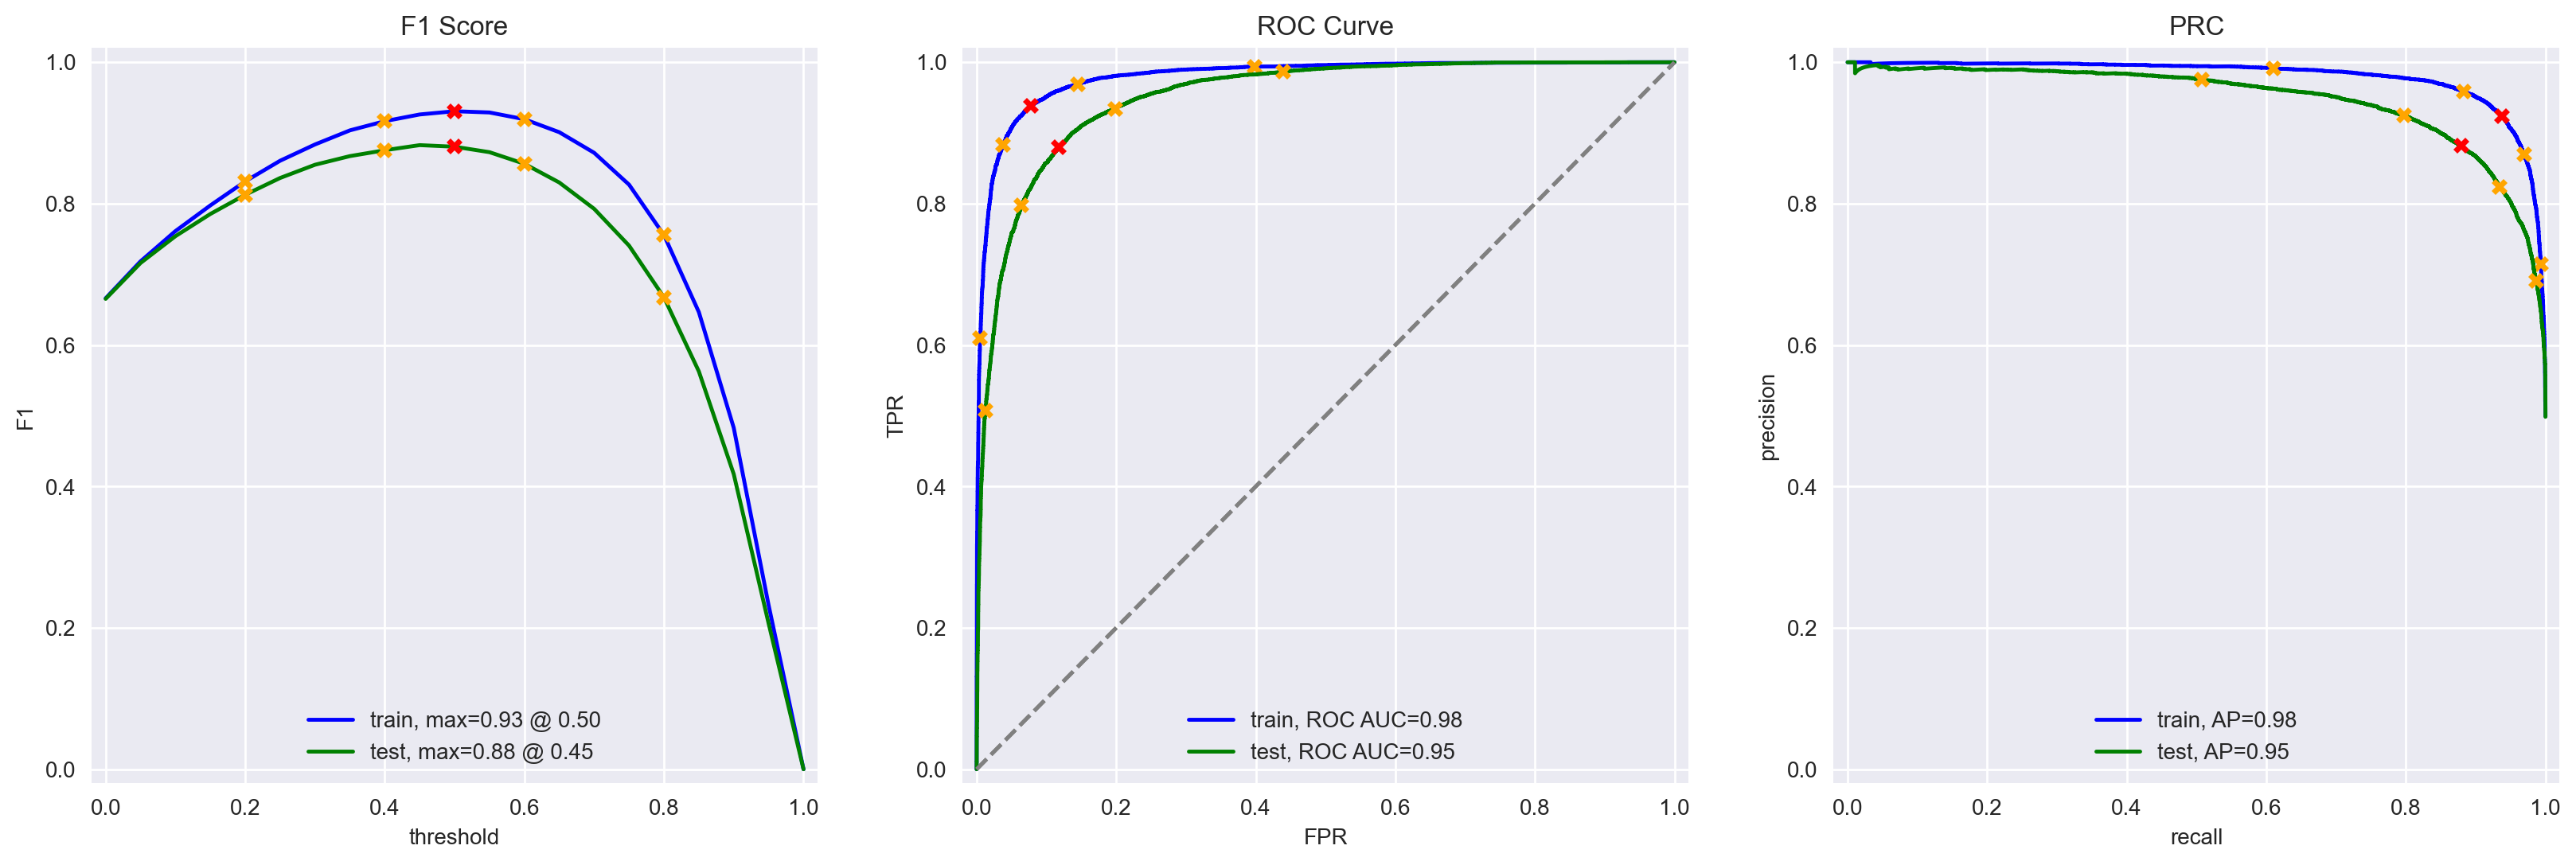 F1 Score
1.0
0.8
0.6
0.4
0.2
0.0
F1
0.0 0.2 0.4 0.6 0.8 1.0
threshold
train, max=0.93 @ 0.50
test, max=0.88 @ 0.45
ROC Curve
1.0
0.8
0.6
0.4
0.2
0.0
TPR
0.0 0.2 0.4 0.6 0.8 1.0
FPR
train, ROC AUC=0.98
test, ROC AUC=0.95
PRC
1.0
0.8
0.6
0.4
0.2
0.0
precision
0.0 0.2 0.4 0.6 0.8 1.0
recall
train, AP=0.98
test, AP=0.95